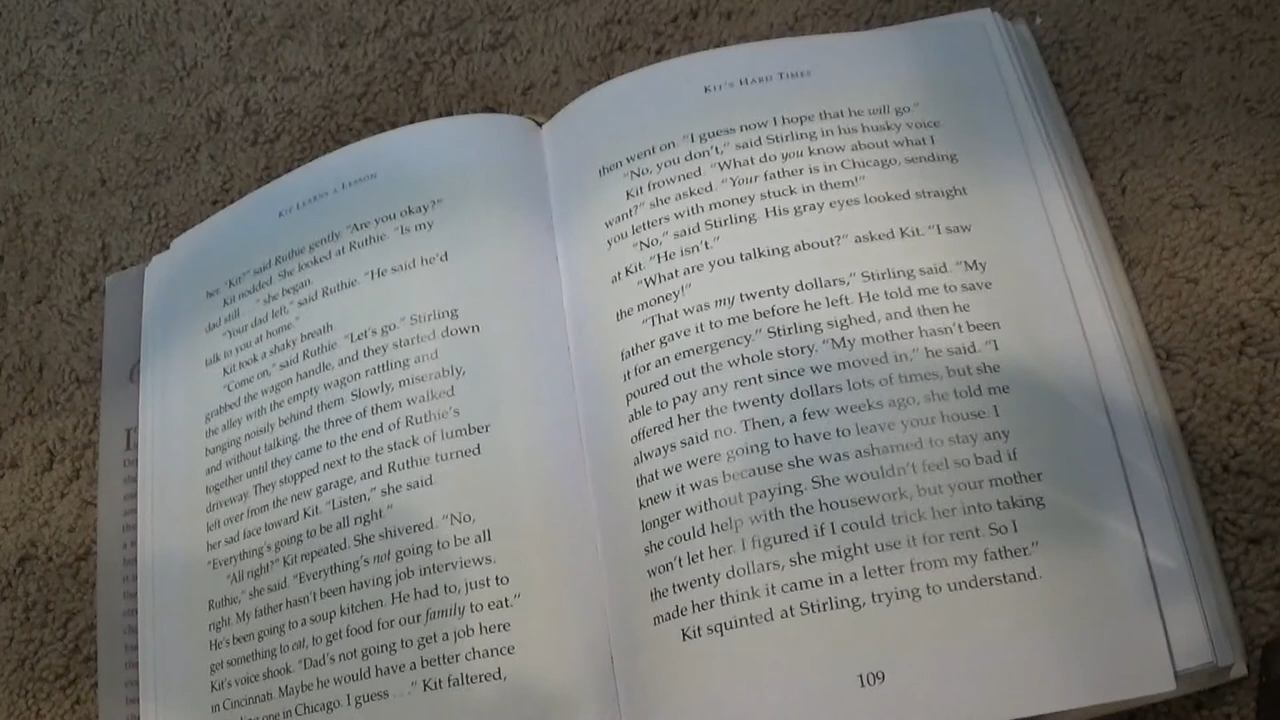 KIT LEARNS A LESSON
her. "Kit?" said Ruthie gently. "Are you okay?"
Kit nodded. She looked at Ruthie. "Is my
dad still . . ." she began.
"Your dad left," said Ruthie. "He said he'd
talk to you at home."
Kit took a shaky breath.
"Come on," said Ruthie. "Let's go." Stirling
grabbed the wagon handle, and they started down
the alley with the empty wagon rattling and
banging noisily behind them. Slowly, miserably,
and without talking, the three of them walked
together until they came to the end of Ruthie's
driveway. They stopped next to the stack of lumber
left over from the new garage, and Ruthie turned
her sad face toward Kit. "Listen," she said.
"Everything's going to be all right."
"All right?" Kit repeated. She shivered. "No,
Ruthie," she said. "Everything's not going to be all
right. My father hasn't been having job interviews.
He's been going to a soup kitchen. He had to, just to
get something to eat, to get food for our family to eat."
Kit's voice shook. "Dad's not going to get a job here
in Cincinnati. Maybe he would have a better chance
one in Chicago. I guess . . ." Kit faltered,
KIT'S HARD TIMES
then went on. "I guess now I hope that he will go."
"No, you don't," said Stirling in his husky voice.
Kit frowned. "What do you know about what I
want?" she asked. "Your father is in Chicago, sending
you letters with money stuck in them!"
"No," said Stirling. His gray eyes looked straight
at Kit. "He isn't."
"What are you talking about?" asked Kit. "I saw
the money!"
"That was my twenty dollars," Stirling said. "My
father gave it to me before he left. He told me to save
it for an emergency." Stirling sighed, and then he
poured out the whole story. "My mother hasn't been
able to pay any rent since we moved in," he said. "I
offered her the twenty dollars lots of times, but she
always said no. Then, a few weeks ago, she told me
that we were going to have to leave your house. I
knew it was because she was ashamed to stay any
longer without paying. She wouldn't feel so bad if
she could help with the housework, but your mother
won't let her. I figured if I could trick her into taking
the twenty dollars, she might use it for rent. So I
made her think it came in a letter from my father."
Kit squinted at Stirling, trying to understand.
109